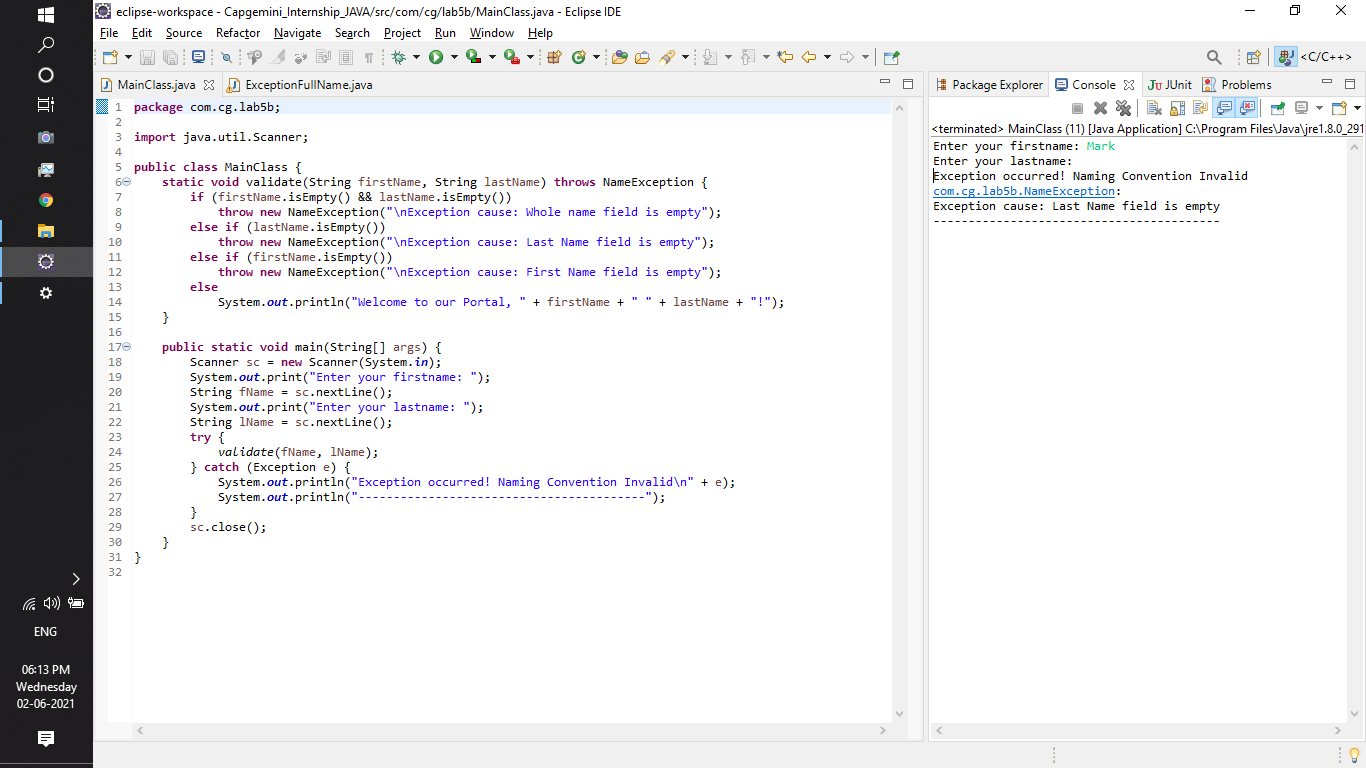 eclipse-workspace - Capgemini_Internship_JAVA/src/com/cg/lab5b/MainClass.java - Eclipse IDE
File Edit Source Refactor Navigate Search Project Run Window Help
<C/C++>
MainClass.java ExceptionFullName.java
Package Explorer Console Ju JUnit Problems
1 package com.cg.lab5b;
2
3 import java.util.Scanner;
4
5 public class MainClass {
6 static void validate(String firstName, String lastName) throws NameException {
7 if (firstName.isEmpty() && lastName.isEmpty())
8 throw new NameException("\nException cause: Whole name field is empty");
9 else if (lastName.isEmpty())
10 throw new NameException("\nException cause: Last Name field is empty");
11 else if (firstName.isEmpty())
12 throw new NameException("\nException cause: First Name field is empty");
13 else
14 System.out.println("Welcome to our Portal, " + firstName + " " + lastName + "!");
15 }
16
17 public static void main(String[] args) {
18 Scanner sc = new Scanner(System.in);
19 System.out.print("Enter your firstname: ");
20 String fName = sc.nextLine();
21 System.out.print("Enter your lastname: ");
22 String lName = sc.nextLine();
23 try {
24 validate(fName, lName);
25 } catch (Exception e) {
26 System.out.println("Exception occurred! Naming Convention Invalid\n" + e);
27 System.out.println("-----------------------------------------");
28 }
29 sc.close();
30 }
31 }
32
<terminated> MainClass (11) [Java Application] C:\Program Files\Java\jre1.8.0_291
Enter your firstname: Mark
Enter your lastname:
Exception occurred! Naming Convention Invalid
com.cg.lab5b.NameException:
Exception cause: Last Name field is empty
-----------------------------------------
ENG
06:13 PM
Wednesday
02-06-2021